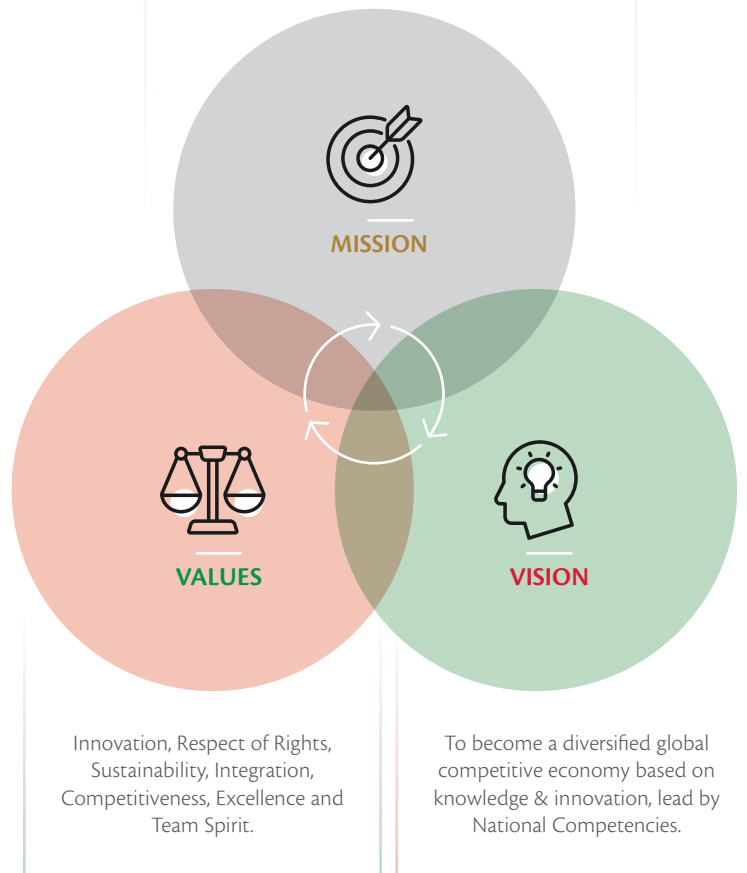 MISSION
VALUES
VISION
Innovation, Respect of Rights,
Sustainability, Integration,
Competitiveness, Excellence and
Team Spirit.
To become a diversified global
competitive economy based on
knowledge & innovation, lead by
National Competencies.